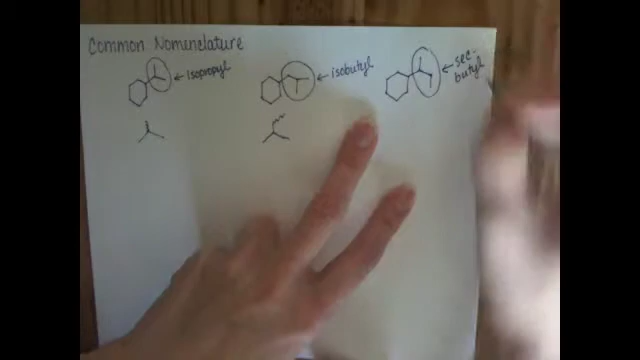 Common Nomenclature
isopropyl
isobutyl
sec-
butyl